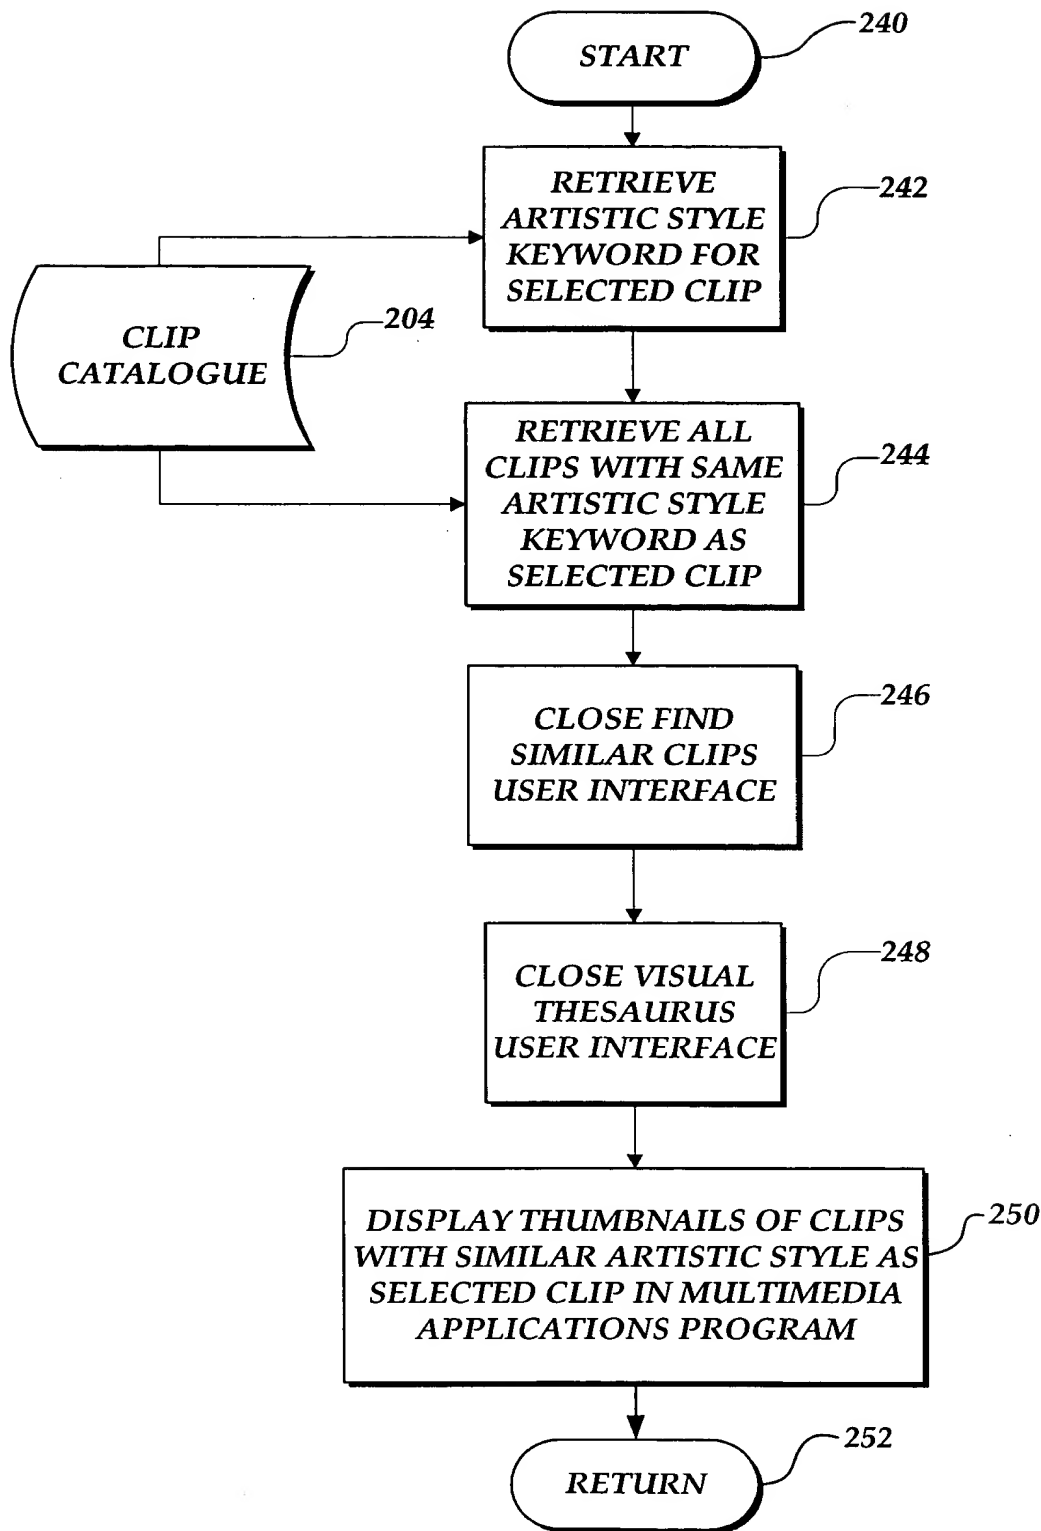 START
240
RETRIEVE
ARTISTIC STYLE
KEYWORD FOR
SELECTED CLIP
242
CLIP
CATALOGUE
204
RETRIEVE ALL
CLIPS WITH SAME
ARTISTIC STYLE
KEYWORD AS
SELECTED CLIP
244
CLOSE FIND
SIMILAR CLIPS
USER INTERFACE
246
CLOSE VISUAL
THESAURUS
USER INTERFACE
248
DISPLAY THUMBNAILS OF CLIPS
WITH SIMILAR ARTISTIC STYLE AS
SELECTED CLIP IN MULTIMEDIA
APPLICATIONS PROGRAM
250
RETURN
252